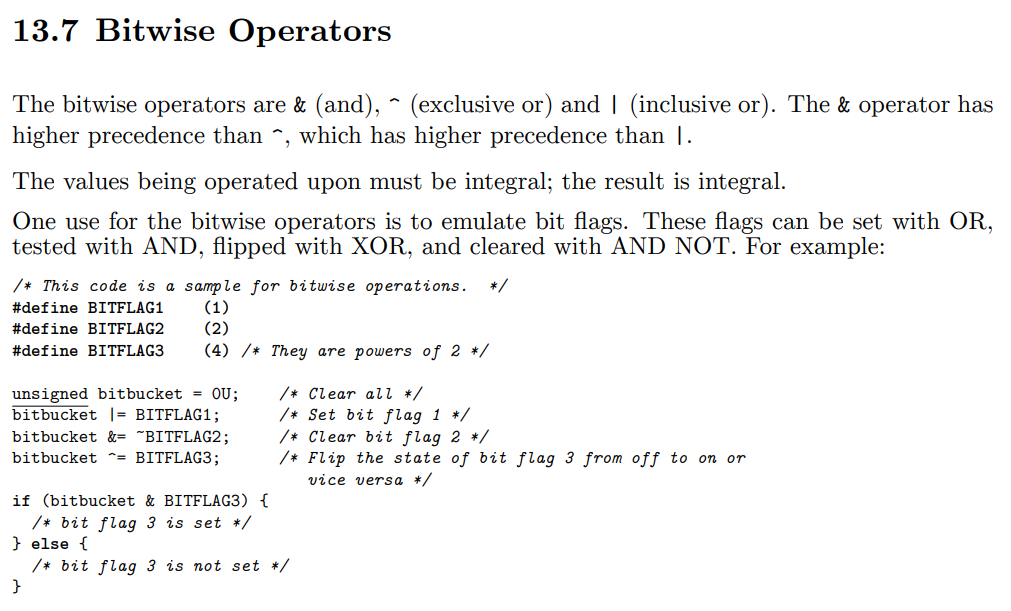 13.7 Bitwise Operators
The bitwise operators are & (and), ^ (exclusive or) and | (inclusive or). The & operator has
higher precedence than ^, which has higher precedence than |.
The values being operated upon must be integral; the result is integral.
One use for the bitwise operators is to emulate bit flags. These flags can be set with OR,
tested with AND, flipped with XOR, and cleared with AND NOT. For example:
/* This code is a sample for bitwise operations.  */
#define BITFLAG1    (1)
#define BITFLAG2    (2)
#define BITFLAG3    (4) /* They are powers of 2 */
unsigned bitbucket = 0U;    /* Clear all */
bitbucket |= BITFLAG1;      /* Set bit flag 1 */
bitbucket &= ~BITFLAG2;     /* Clear bit flag 2 */
bitbucket ^= BITFLAG3;      /* Flip the state of bit flag 3 from off to on or
vice versa */
if (bitbucket & BITFLAG3) {
/* bit flag 3 is set */
} else {
/* bit flag 3 is not set */
}